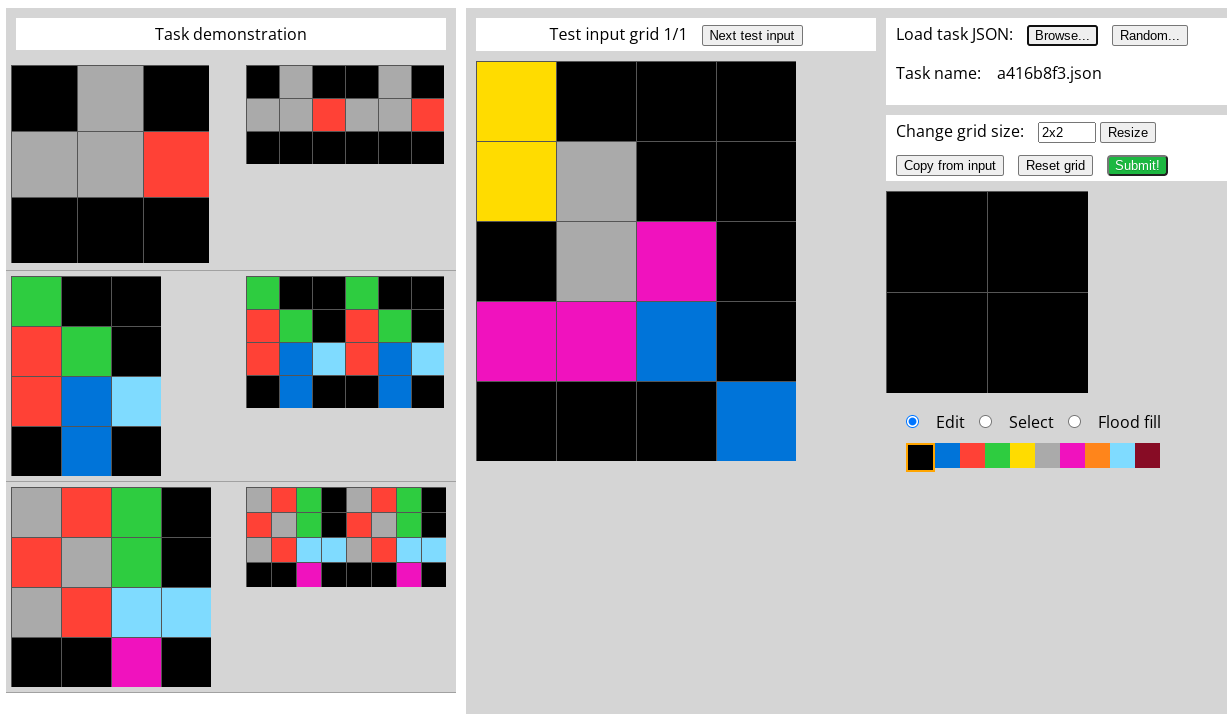 Task demonstration
Test input grid 1/1 Next test input
Load task JSON: Browse... Random...
Task name: a416b8f3.json
Change grid size: 2x2 Resize
Copy from input Reset grid Submit!
Edit Select Flood fill